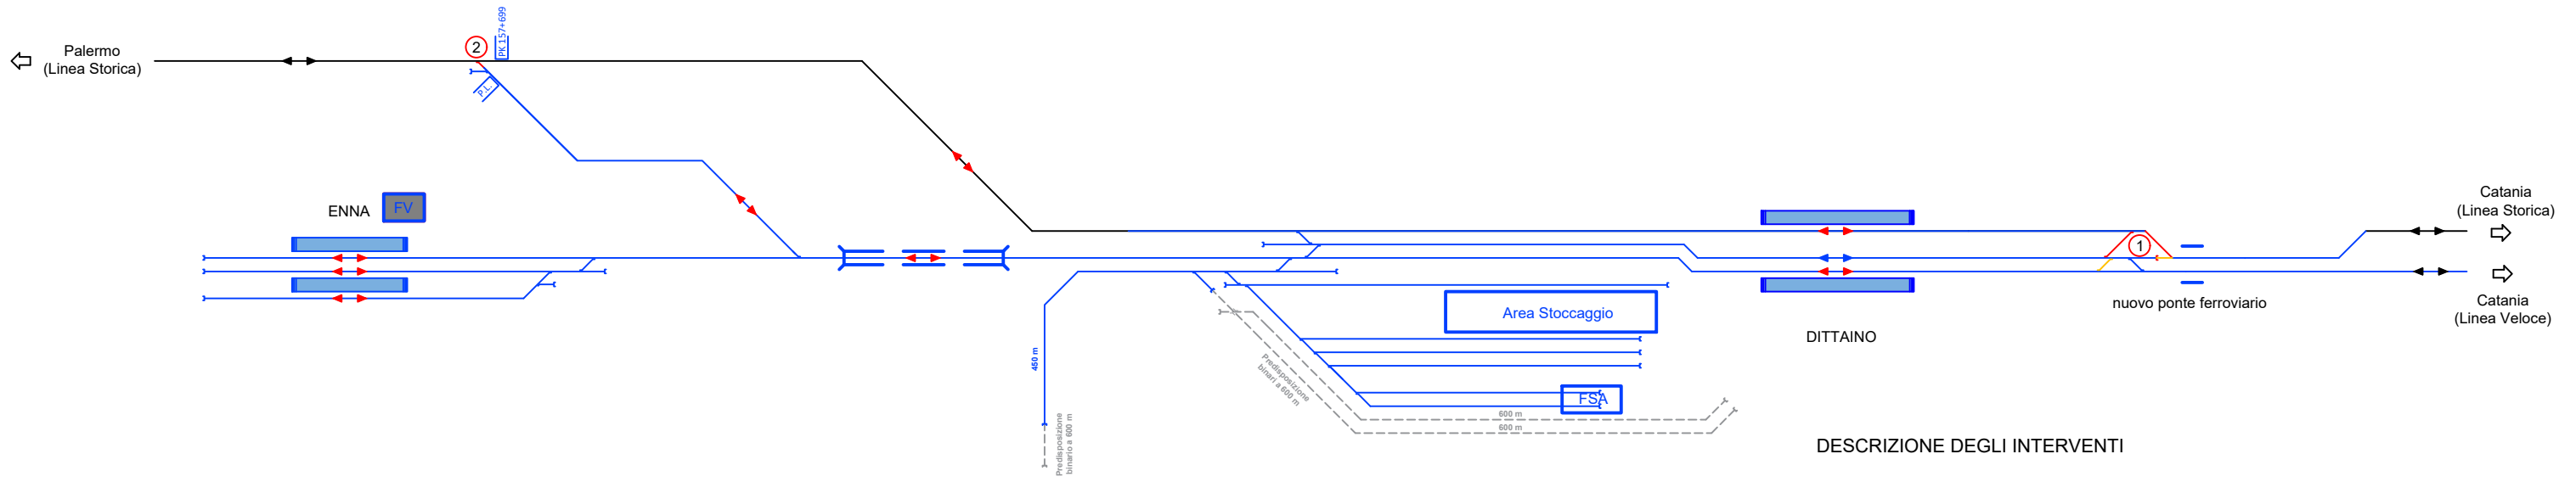 Palermo
(Linea Storica)
2
PK 157+699
P.L.
ENNA
FV
450 m
Predisposizione
binario a 600 m
Predisposizione
binari a 600 m
Area Stoccaggio
FSA
600 m
600 m
DITTAINO
1
nuovo ponte ferroviario
Catania
(Linea Storica)
Catania
(Linea Veloce)
DESCRIZIONE DEGLI INTERVENTI